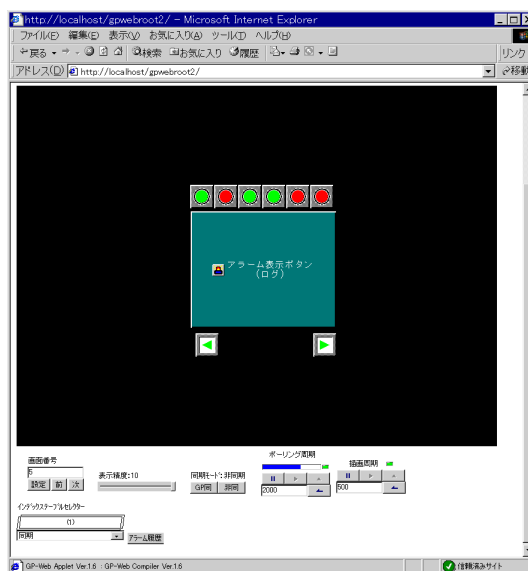 http://localhost/gpwebroot2/ - Microsoft Internet Explorer
ファイル(F) 編集(E) 表示(V) お気に入り(A) ツール(T) ヘルプ(H)
戻る 検索 お気に入り 履歴 リンク
アドレス(D) http://localhost/gpwebroot2/ 移動
アラーム表示ボタン
(ログ)
画面番号
5
設定 前 次
表示精度:10
同期モード:非同期
GP同 非同
ポーリング周期
2000
描画周期
500
インデックステーブルセレクター
(1)
同期
アラーム履歴
GP-Web Applet Ver.1.6 : GP-Web Compiler Ver.1.6 信頼済みサイト